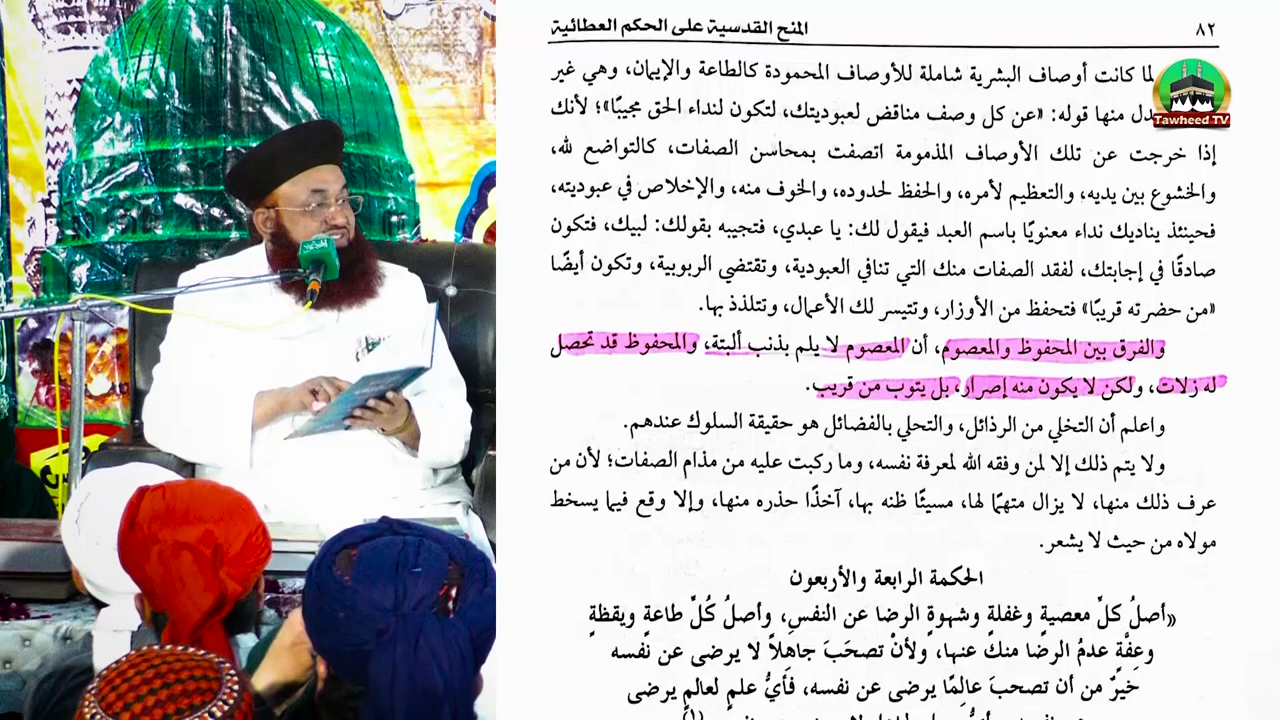 ٨٢ المنح القدسية على الحكم العطائية
لما كانت أوصاف البشرية شاملة للأوصاف المحمودة كالطاعة والإيمان، وهي غير
دل منها قوله: «عن كل وصف مناقض لعبوديتك، لتكون لنداء الحق مجيبًا»؛ لأنك
Tawheed TV
إذا خرجت عن تلك الأوصاف المذمومة اتصفت بمحاسن الصفات، كالتواضع لله،
والخشوع بين يديه، والتعظيم لأمره، والحفظ لحدوده، والخوف منه، والإخلاص في عبوديته،
فحينئذ يناديك نداء معنويًا باسم العبد فيقول لك: يا عبدي، فتجيبه بقولك: لبيك، فتكون
صادقًا في إجابتك، لفقد الصفات منك التي تنافي العبودية، وتقتضي الربوبية، وتكون أيضًا
«من حضرته قريبًا» فتحفظ من الأوزار، وتتيسر لك الأعمال، وتتلذذ بها.
والفرق بين المحفوظ والمعصوم، أن المعصوم لا يلم بذنب ألبتة، والمحفوظ قد تحصل
له زلات، ولكن لا يكون منه إصرار، بل يتوب من قريب.
واعلم أن التخلي من الرذائل، والتحلي بالفضائل هو حقيقة السلوك عندهم.
ولا يتم ذلك إلا لمن وفقه الله لمعرفة نفسه، وما ركبت عليه من مذام الصفات؛ لأن من
عرف ذلك منها، لا يزال متهمًا لها، مسيئًا ظنه بها، آخذًا حذره منها، وإلا وقع فيما يسخط
مولاه من حيث لا يشعر.
الحكمة الرابعة والأربعون
«أصلُ كلِّ معصيةٍ وغفلةٍ وشهوةٍ الرضا عن النفسِ، وأصلُ كُلِّ طاعةٍ ويقظةٍ
وعِفَّةٍ عدمُ الرضا منكَ عنها، ولأنْ تصحَبَ جاهِلاً لا يرضى عن نفسه
خيرٌ من أن تصحبَ عالِمًا يرضى عن نفسه، فأيُّ علمٍ لعالمٍ يرضى